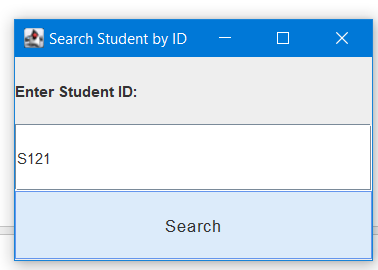 Search Student by ID
Enter Student ID:
S121
Search